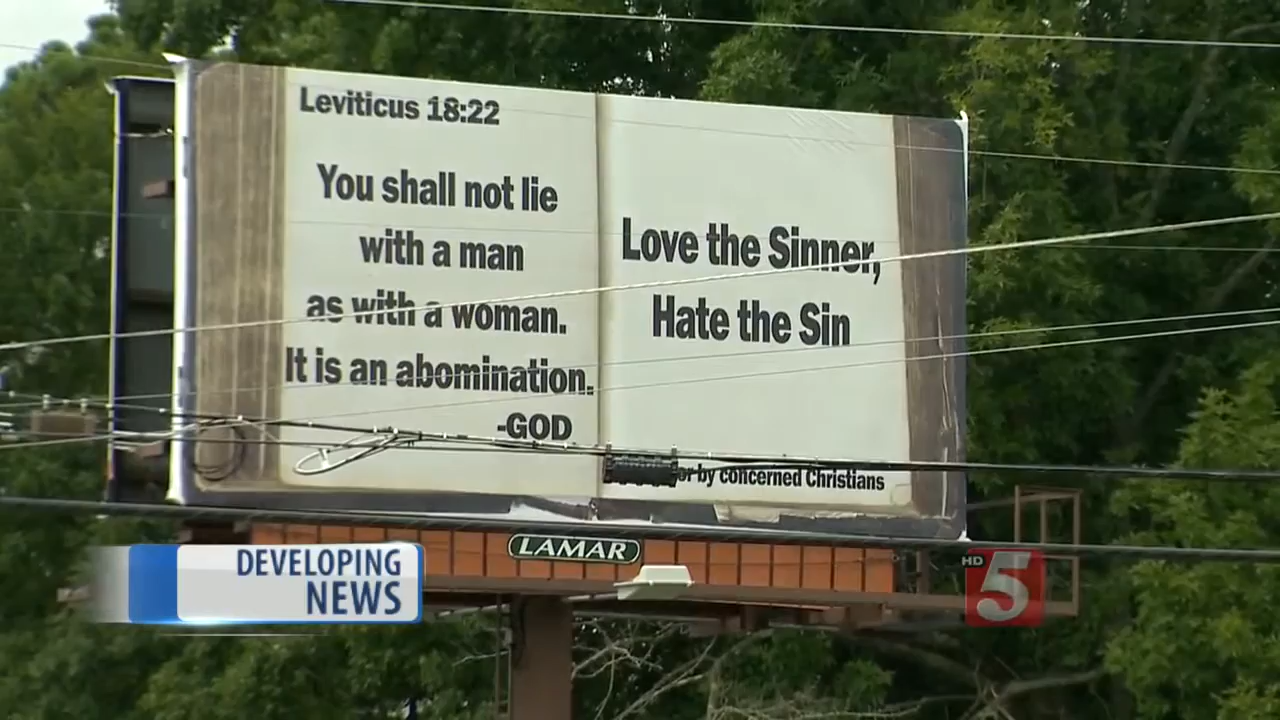 Leviticus 18:22
You shall not lie
with a man
as with a woman.
It is an abomination.
-GOD
Love the Sinner,
Hate the Sin
by concerned Christians
LAMAR
DEVELOPING
NEWS
HD
5